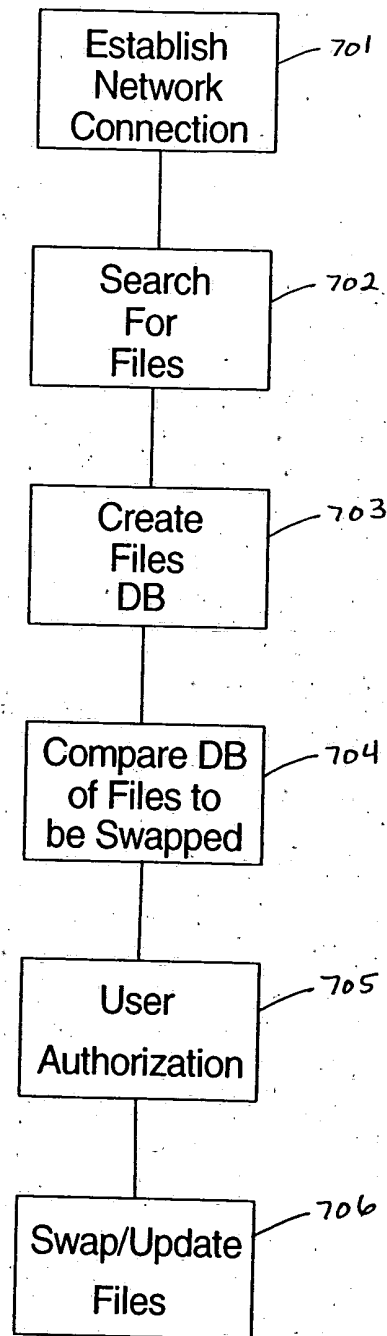 Establish
Network
Connection
701
Search
For
Files
702
Create
Files
DB
703
Compare DB
of Files to
be Swapped
704
User
Authorization
705
Swap/Update
Files
706